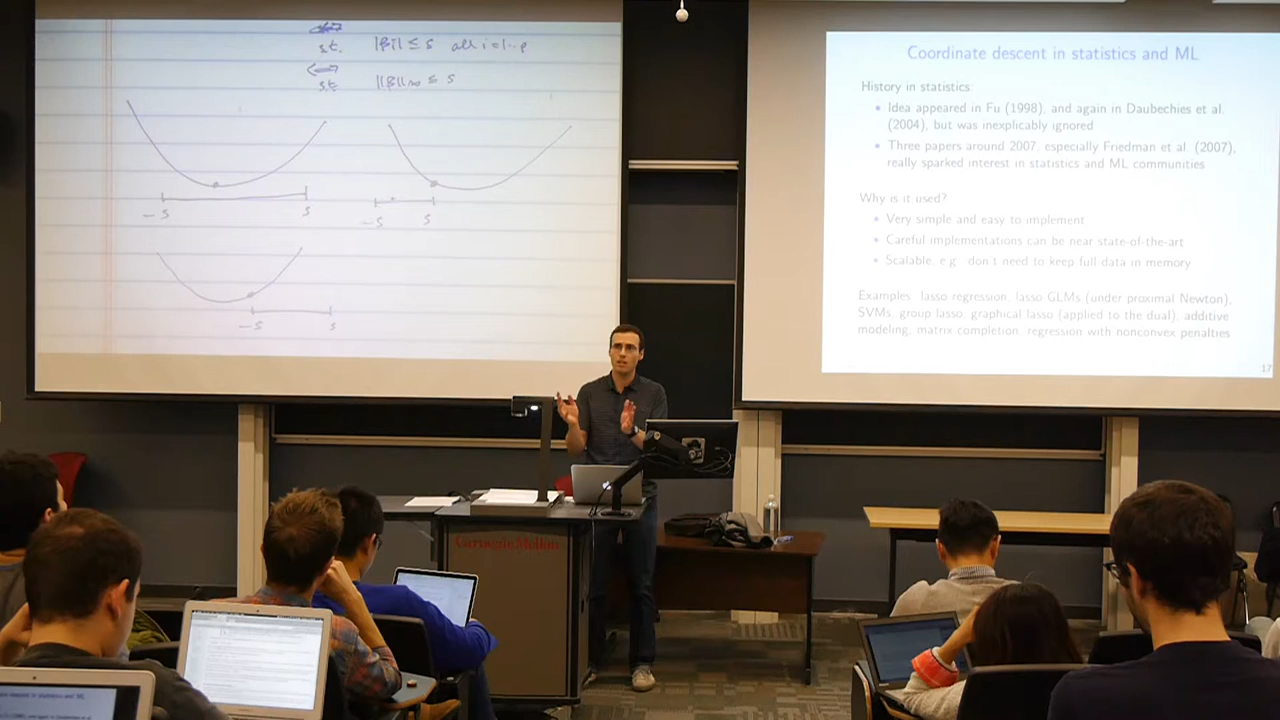 s.t. |βi| ≤ s all i=1...p
s.t. ||β||∞ ≤ s
-s s
-s s
-s s
Coordinate descent in statistics and ML
History in statistics:
• Idea appeared in Fu (1998), and again in Daubechies et al.
(2004), but was inexplicably ignored
• Three papers around 2007, especially Friedman et al. (2007),
really sparked interest in statistics and ML communities
Why is it used?
• Very simple and easy to implement
• Careful implementations can be near state-of-the-art
• Scalable, e.g., don't need to keep full data in memory
Examples: lasso regression, lasso GLMs (under proximal Newton),
SVMs, group lasso, graphical lasso (applied to the dual), additive
modeling, matrix completion, regression with nonconvex penalties
17
Carnegie Mellon